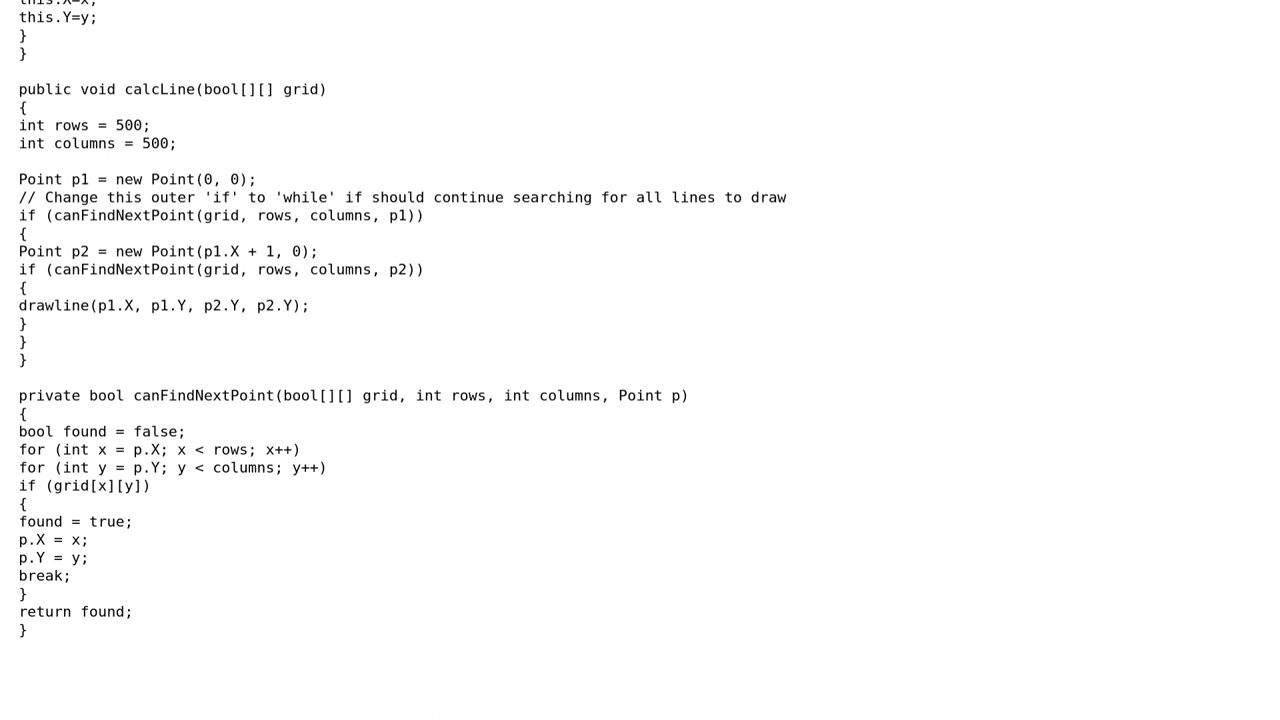 this.X=x;
this.Y=y;
}
}
public void calcLine(bool[][] grid)
{
int rows = 500;
int columns = 500;
Point p1 = new Point(0, 0);
// Change this outer 'if' to 'while' if should continue searching for all lines to draw
if (canFindNextPoint(grid, rows, columns, p1))
{
Point p2 = new Point(p1.X + 1, 0);
if (canFindNextPoint(grid, rows, columns, p2))
{
drawline(p1.X, p1.Y, p2.Y, p2.Y);
}
}
}
private bool canFindNextPoint(bool[][] grid, int rows, int columns, Point p)
{
bool found = false;
for (int x = p.X; x < rows; x++)
for (int y = p.Y; y < columns; y++)
if (grid[x][y])
{
found = true;
p.X = x;
p.Y = y;
break;
}
return found;
}